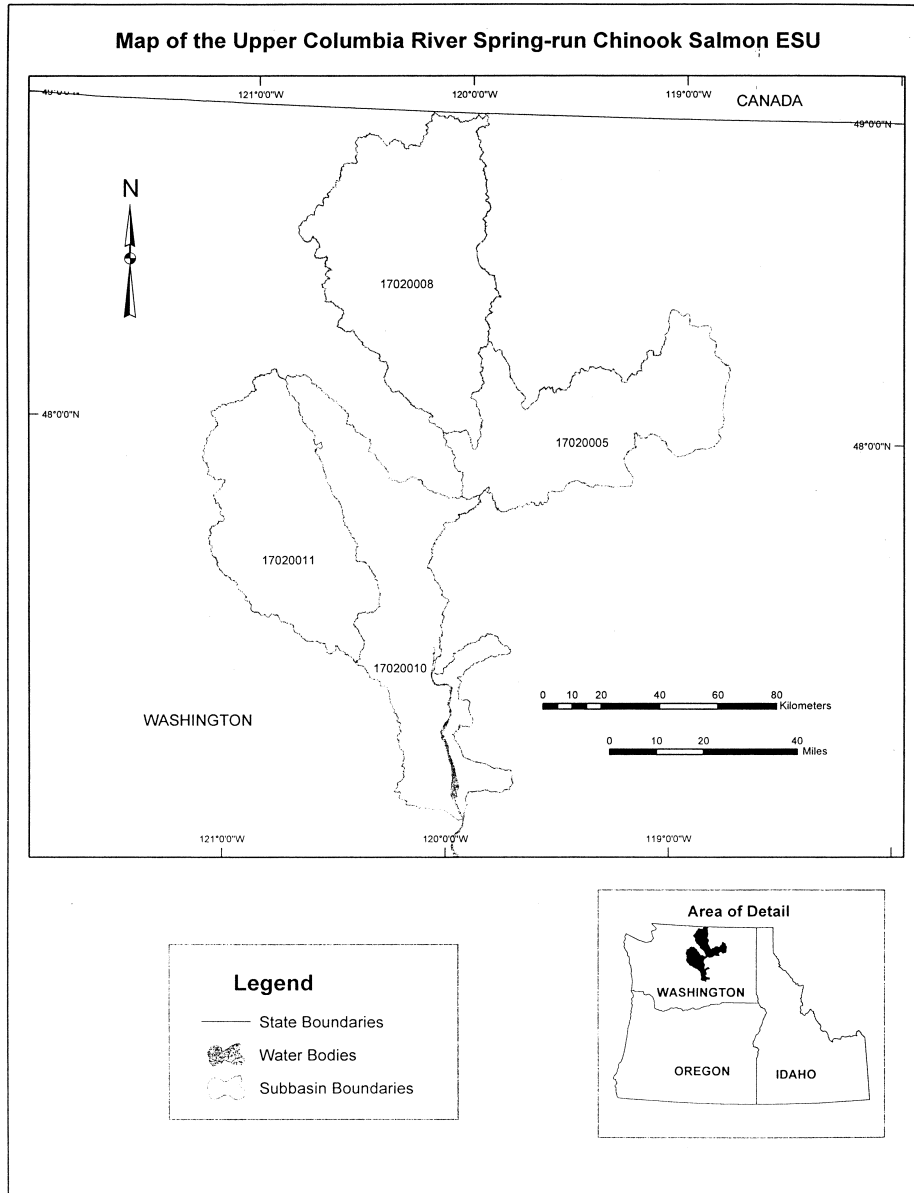 Map of the Upper Columbia River Spring-run Chinook Salmon ESU
121°0'0"W 120°0'0"W 119°0'0"W
CANADA
49°0'0"N
49°0'0"N
N
17020008
48°0'0"N
17020005
48°0'0"N
17020011
17020010
WASHINGTON
0 10 20 40 60 80
Kilometers
0 10 20 40
Miles
121°0'0"W 120°0'0"W 119°0'0"W
Legend
State Boundaries
Water Bodies
Subbasin Boundaries
Area of Detail
WASHINGTON
OREGON
IDAHO